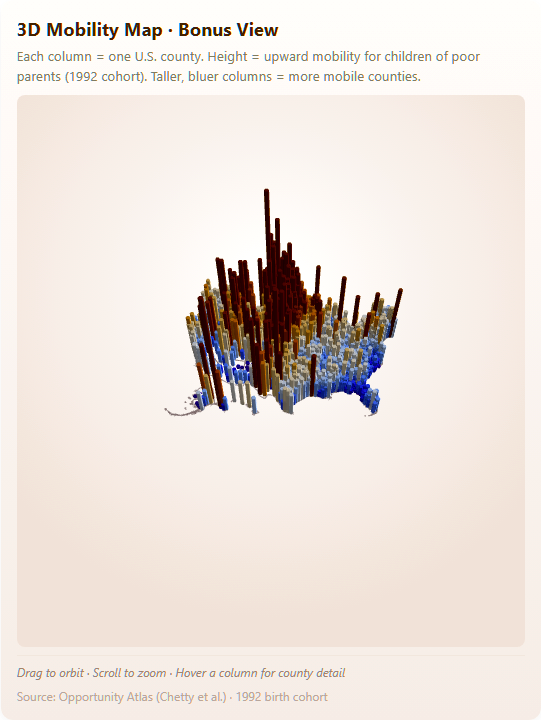 3D Mobility Map · Bonus View
Each column = one U.S. county. Height = upward mobility for children of poor
parents (1992 cohort). Taller, bluer columns = more mobile counties.
Drag to orbit · Scroll to zoom · Hover a column for county detail
Source: Opportunity Atlas (Chetty et al.) · 1992 birth cohort